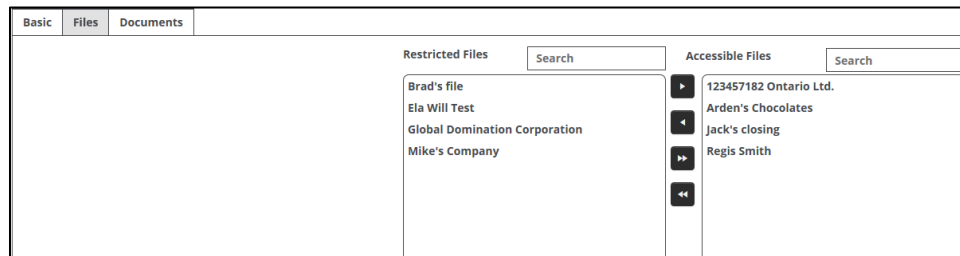 Basic Files Documents
Restricted Files Search Accessible Files Search
Brad's file
Ela Will Test
Global Domination Corporation
Mike's Company
123457182 Ontario Ltd.
Arden's Chocolates
Jack's closing
Regis Smith